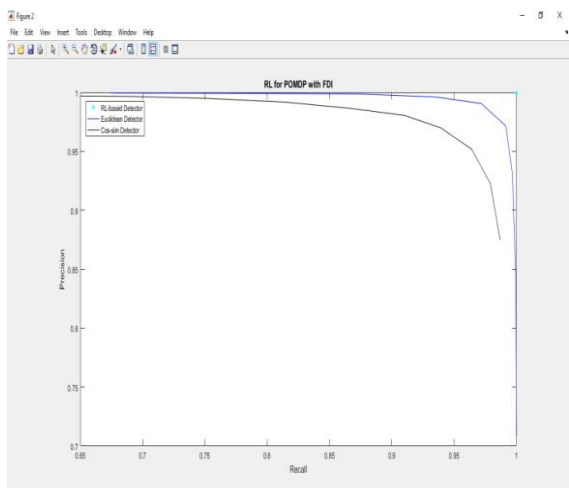 Figure 2
File Edit View Insert Tools Desktop Window Help
RL for POMDP with FDI
RL-based Detector
Euclidean Detector
Cos-sim Detector
Precision
1
0.95
0.9
0.85
0.8
0.75
0.7
0.65 0.7 0.75 0.8 0.85 0.9 0.95 1
Recall